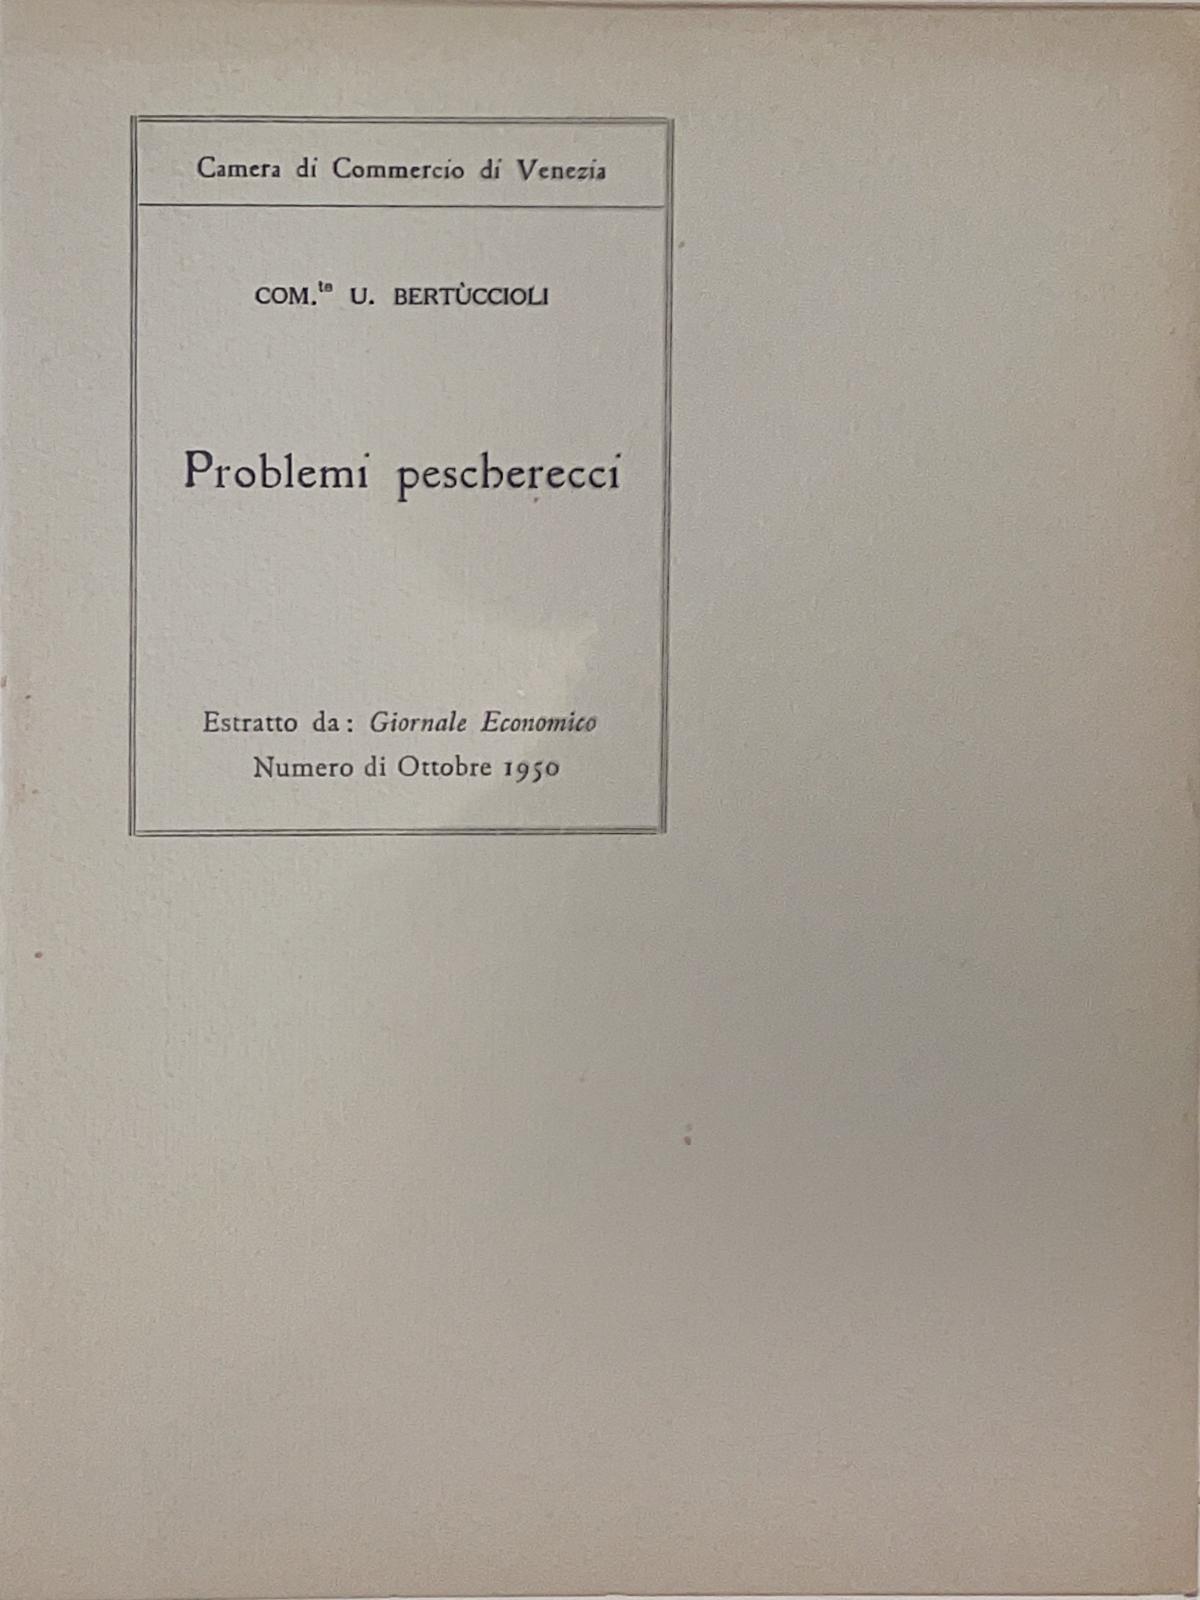 Camera di Commercio di Venezia
COM.te U. BERTÙCCIOLI
Problemi pescherecci
Estratto da: Giornale Economico
Numero di Ottobre 1950